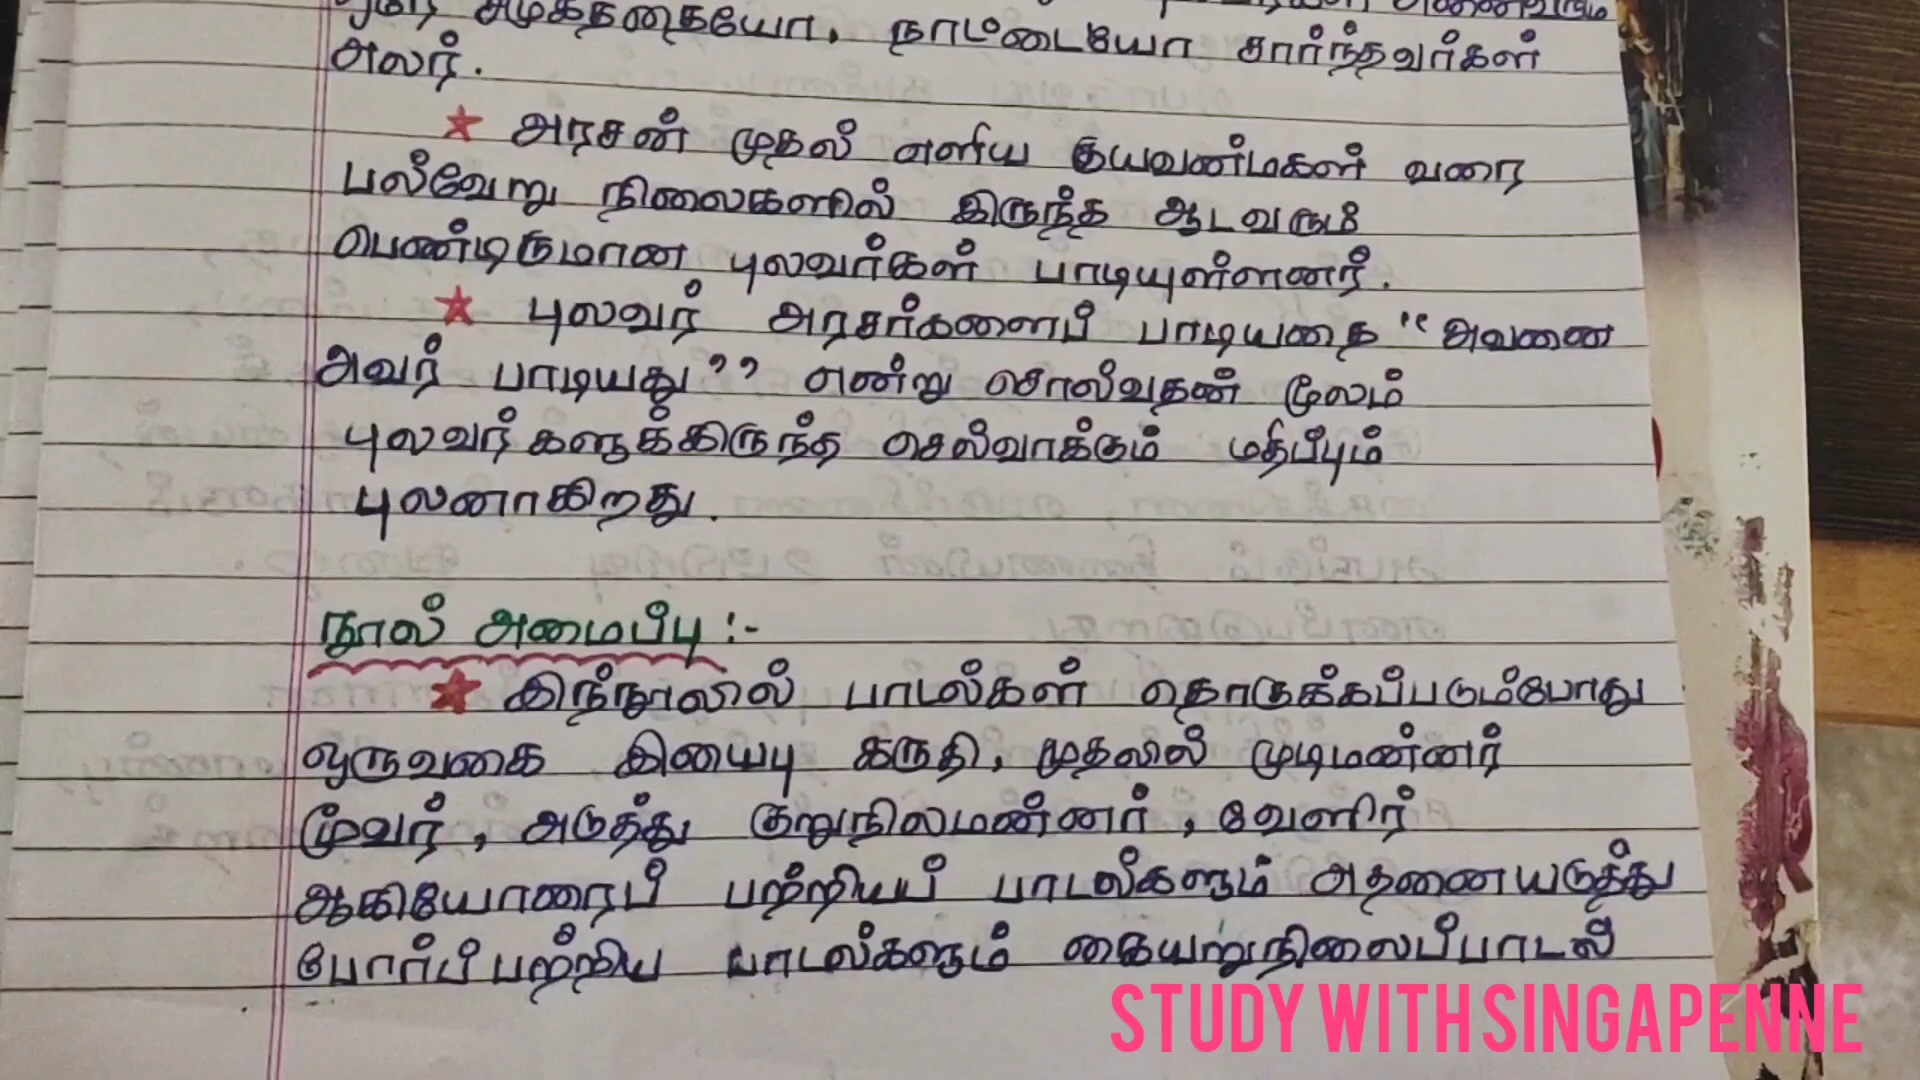 சார்ந்தவர்கள்
அலர்.
★ அரசன் முதல் எளிய குயவண்மகள் வரை
பல்வேறு நிலைகளில் இருந்த ஆடவரும்
பெண்டிருமான புலவர்கள் பாடியுள்ளனர்.
★ புலவர் அரசர்களைப் பாடியதை "அவனை
அவர் பாடியது" என்று சொல்வதன் மூலம்
புலவர்களுக்கிருந்த செல்வாக்கும் மதிப்பும்
புலனாகிறது.
நூல் அமைப்பு :-
★ இந்நூலில் பாடல்கள் தொகுக்கப்படும்போது
ஒருவகை இயைபு கருதி, முதலில் முடிமன்னர்
மூவர், அடுத்து குறுநிலமன்னர், வேளிர்
ஆகியோரைப் பற்றியப் பாடல்களும் அதனையடுத்து
போர்ப்பற்றிய பாடல்களும் கையறுநிலைப்பாடல்
STUDY WITH SINGAPENNE